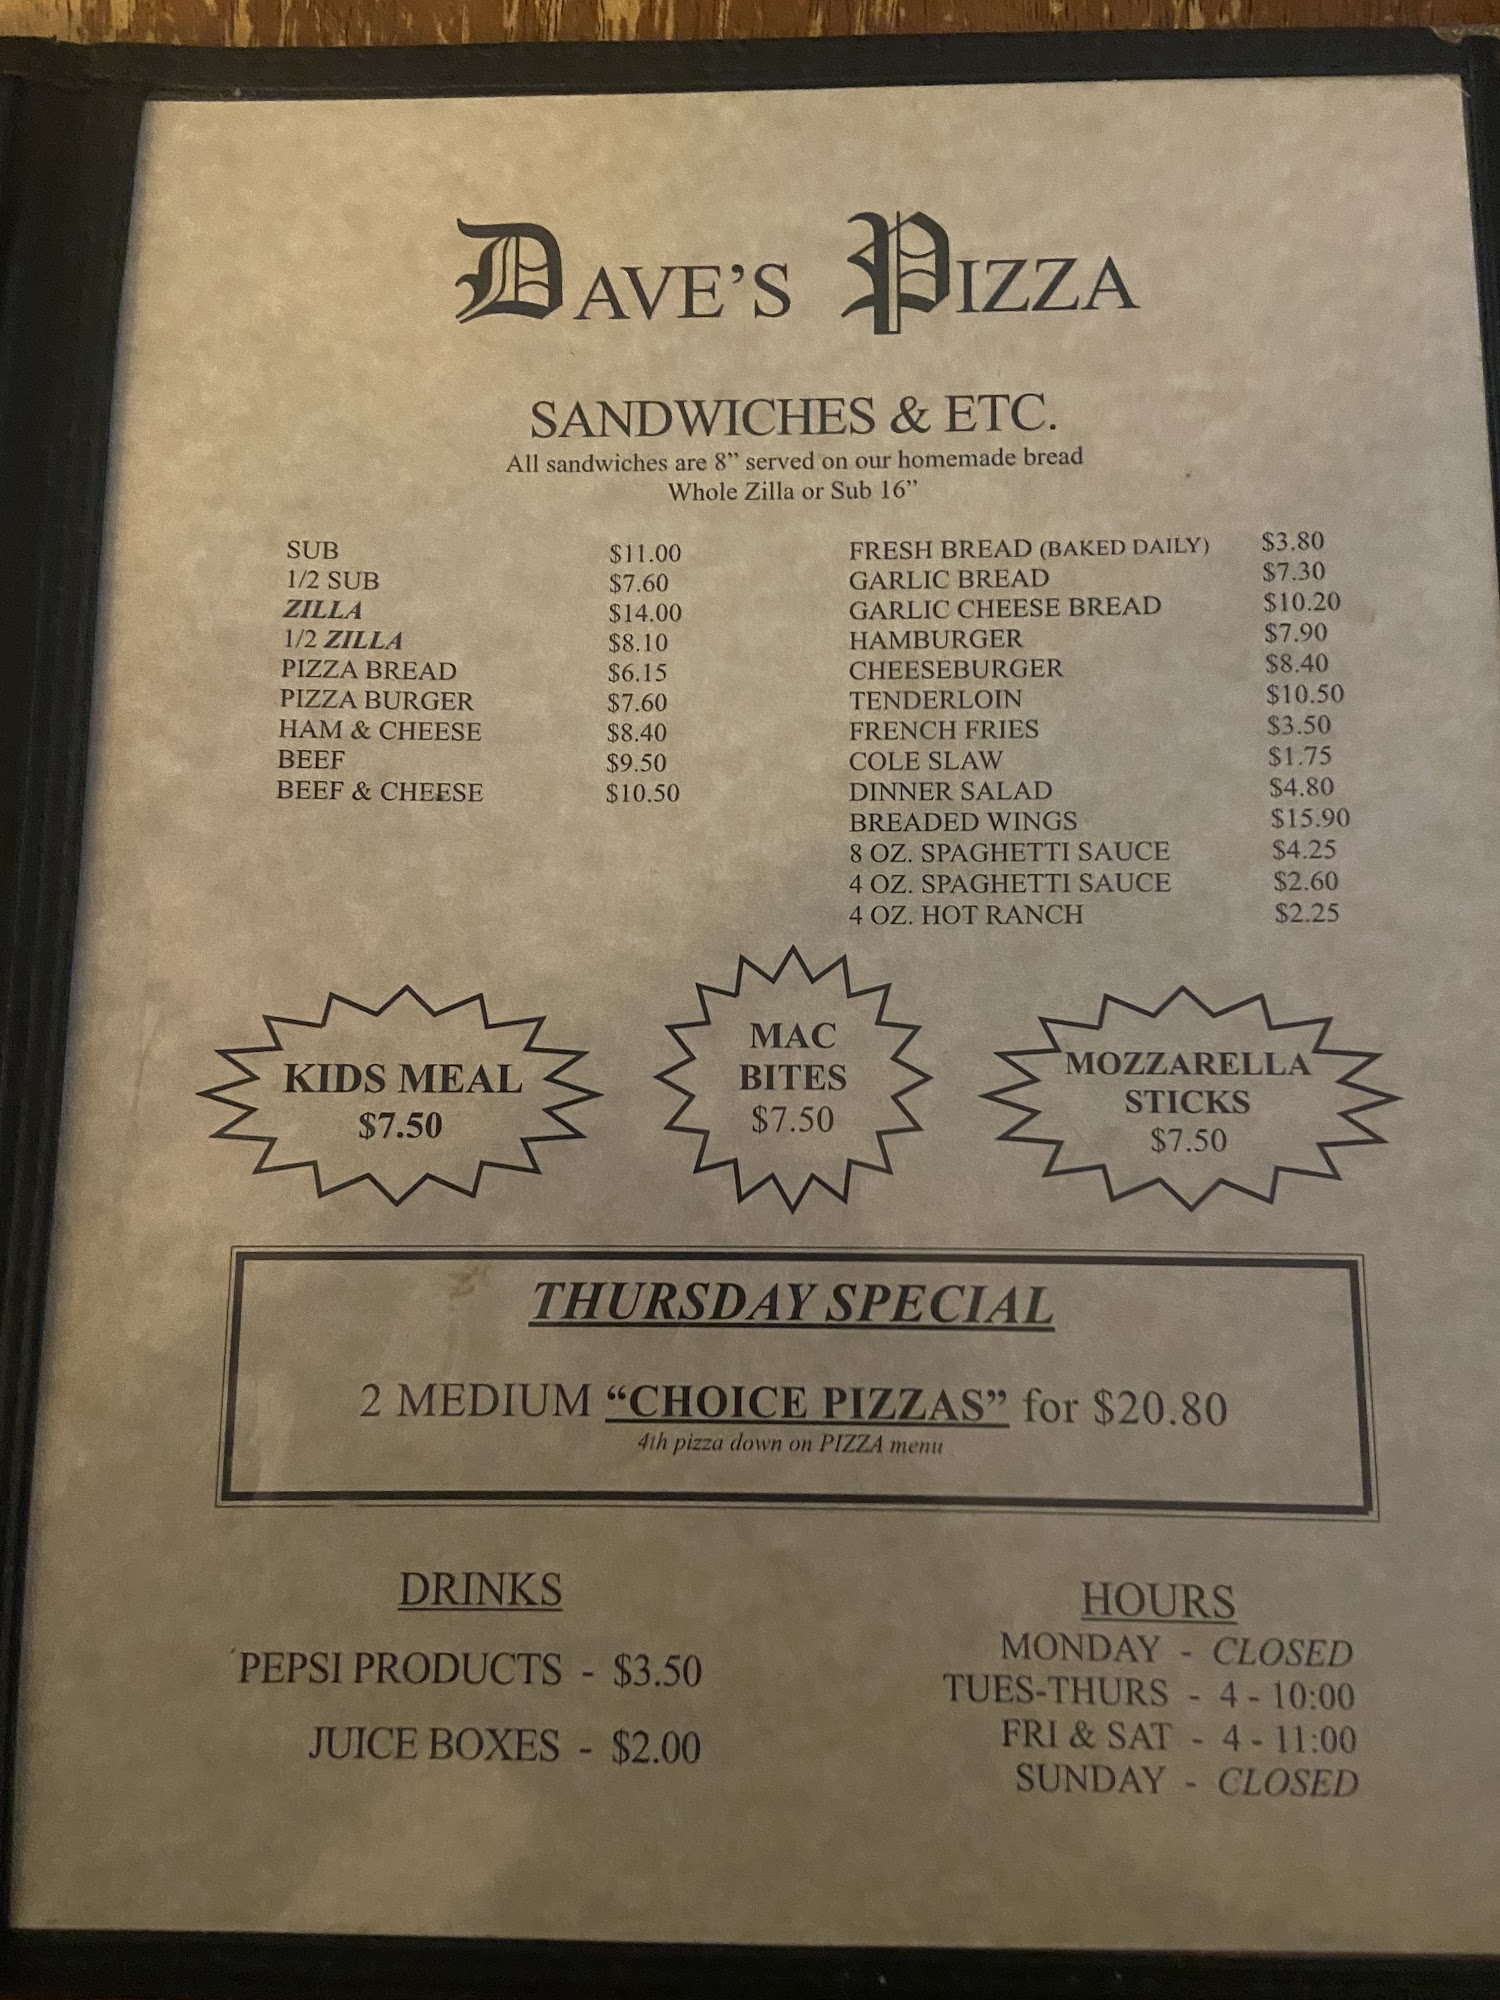 DAVE'S PIZZA
SANDWICHES & ETC.
All sandwiches are 8” served on our homemade bread
Whole Zilla or Sub 16”
SUB $11.00
1/2 SUB $7.60
ZILLA $14.00
1/2 ZILLA $8.10
PIZZA BREAD $6.15
PIZZA BURGER $7.60
HAM & CHEESE $8.40
BEEF $9.50
BEEF & CHEESE $10.50
FRESH BREAD (BAKED DAILY) $3.80
GARLIC BREAD $7.30
GARLIC CHEESE BREAD $10.20
HAMBURGER $7.90
CHEESEBURGER $8.40
TENDERLOIN $10.50
FRENCH FRIES $3.50
COLE SLAW $1.75
DINNER SALAD $4.80
BREADED WINGS $15.90
8 OZ. SPAGHETTI SAUCE $4.25
4 OZ. SPAGHETTI SAUCE $2.60
4 OZ. HOT RANCH $2.25
KIDS MEAL
$7.50
MAC
BITES
$7.50
MOZZARELLA
STICKS
$7.50
THURSDAY SPECIAL
2 MEDIUM “CHOICE PIZZAS” for $20.80
4th pizza down on PIZZA menu
DRINKS
PEPSI PRODUCTS - $3.50
JUICE BOXES - $2.00
HOURS
MONDAY - CLOSED
TUES-THURS - 4 - 10:00
FRI & SAT - 4 - 11:00
SUNDAY - CLOSED